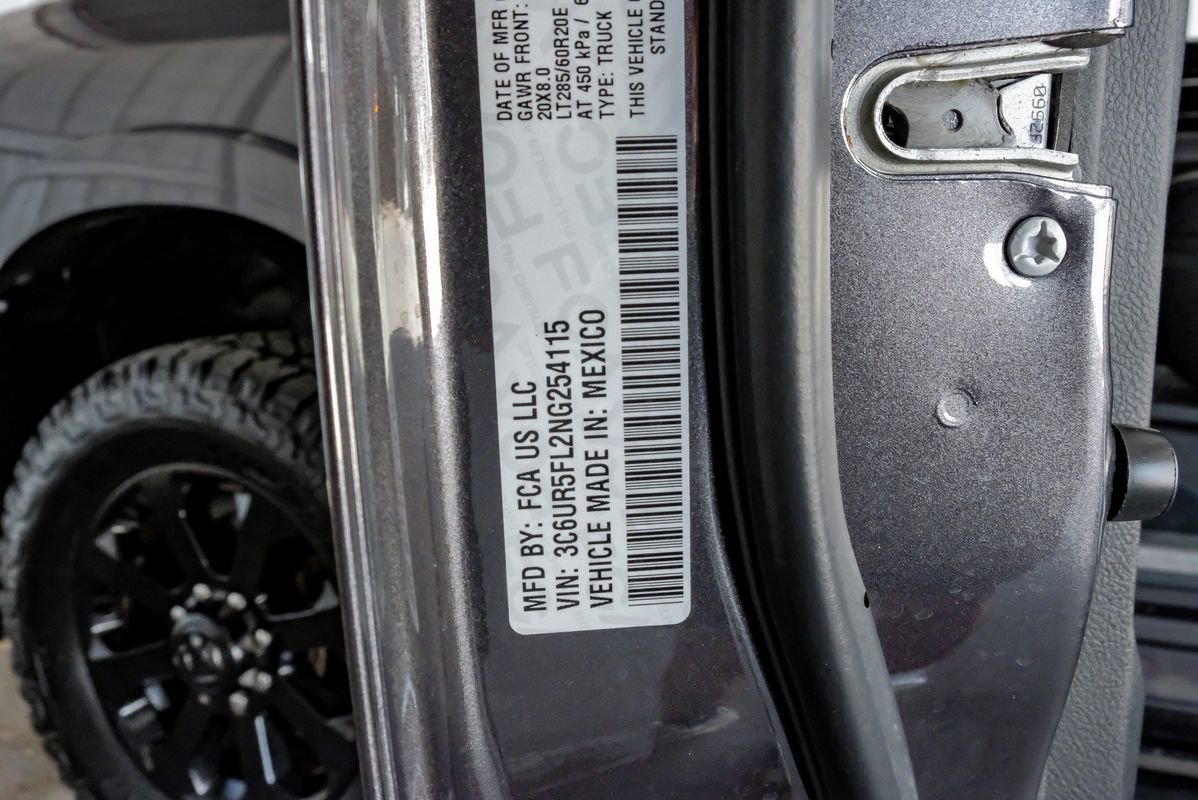 DATE OF MFR
GAWR FRONT:
20X8.0
LT285/60R20E
AT 450 kPa /
TYPE: TRUCK
THIS VEHICLE
STAND
MFD BY: FCA US LLC
VIN: 3C6UR5FL2NG254115
VEHICLE MADE IN: MEXICO